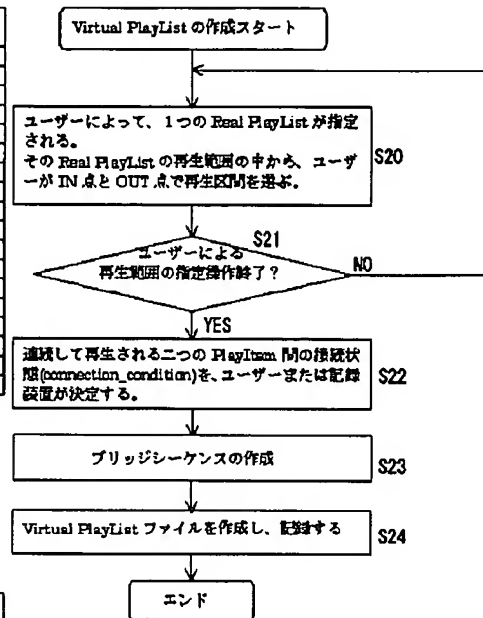 Virtual PlayList の作成スタート
ユーザーによって、1つの Real PlayList が指定
される。
その Real PlayList の再生範囲の中から、ユーザ
ーが IN 点と OUT 点で再生区間を選ぶ。
S20
S21
ユーザーによる
再生範囲の指定操作終了?
NO
YES
連続して再生される二つの PlayItem 間の接続状
態(connection_condition)を、ユーザーまたは記録
装置が決定する。
S22
ブリッジシーケンスの作成
S23
Virtual PlayList ファイルを作成し、記録する
S24
エンド